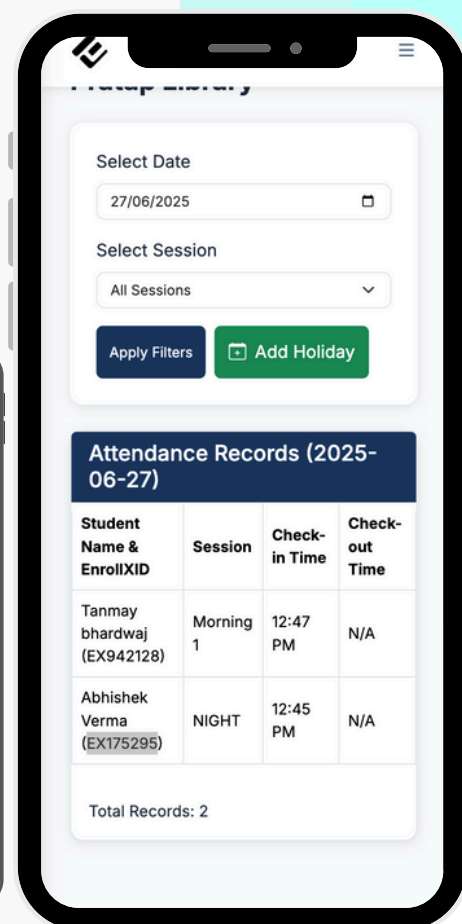 Pratap Library
Select Date
27/06/2025
Select Session
All Sessions
Apply Filters
Add Holiday
Attendance Records (2025-
06-27)
Student
Name &
EnrollXID
Session
Check-
in Time
Check-
out
Time
Tanmay
bhardwaj
(EX942128)
Morning
1
12:47
PM
N/A
Abhishek
Verma
(EX175295)
NIGHT
12:45
PM
N/A
Total Records: 2